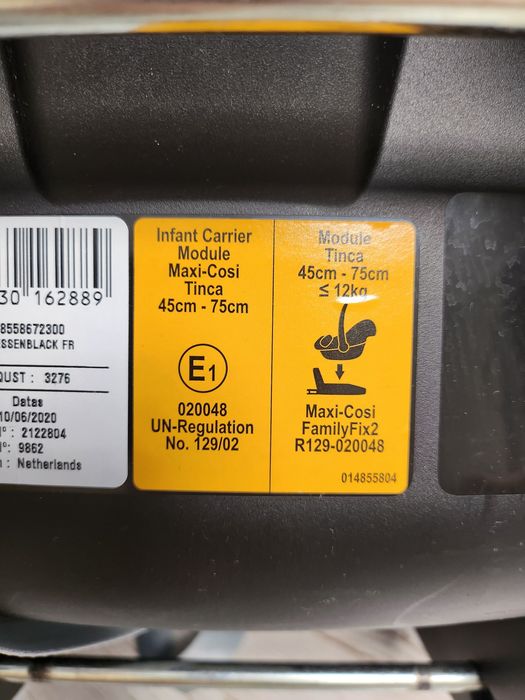 30 162889
8558672300
SSENBLACK FR
QUST : 3276
Datas
10/06/2020
N° : 2122804
N° : 9862
: Netherlands
Infant Carrier
Module
Maxi-Cosi
Tinca
45cm - 75cm
E1
020048
UN-Regulation
No. 129/02
Module
Tinca
45cm - 75cm
≤ 12kg
Maxi-Cosi
FamilyFix2
R129-020048
014855804